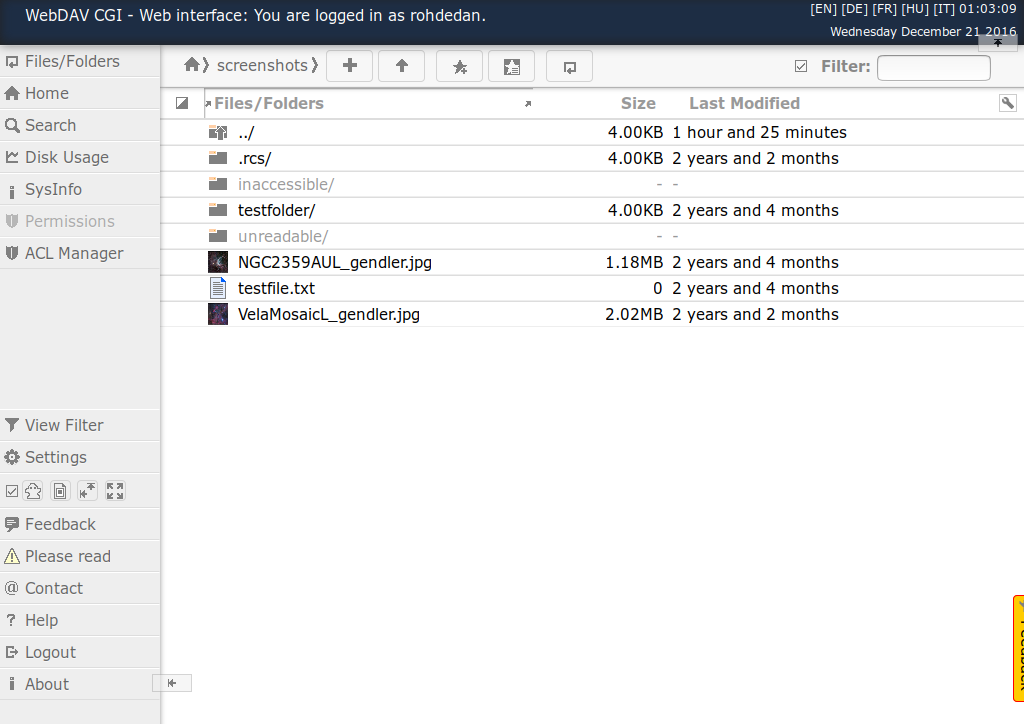 WebDAV CGI - Web interface: You are logged in as rohdedan.
[EN] [DE] [FR] [HU] [IT] 01:03:09
Wednesday December 21 2016
Files/Folders
Home
Search
Disk Usage
SysInfo
Permissions
ACL Manager
View Filter
Settings
Feedback
Please read
@ Contact
? Help
Logout
About
screenshots
Filter:
Files/Folders Size Last Modified
../ 4.00KB 1 hour and 25 minutes
.rcs/ 4.00KB 2 years and 2 months
inaccessible/ - -
testfolder/ 4.00KB 2 years and 4 months
unreadable/ - -
NGC2359AUL_gendler.jpg 1.18MB 2 years and 4 months
testfile.txt 0 2 years and 4 months
VelaMosaicL_gendler.jpg 2.02MB 2 years and 2 months
Feedback